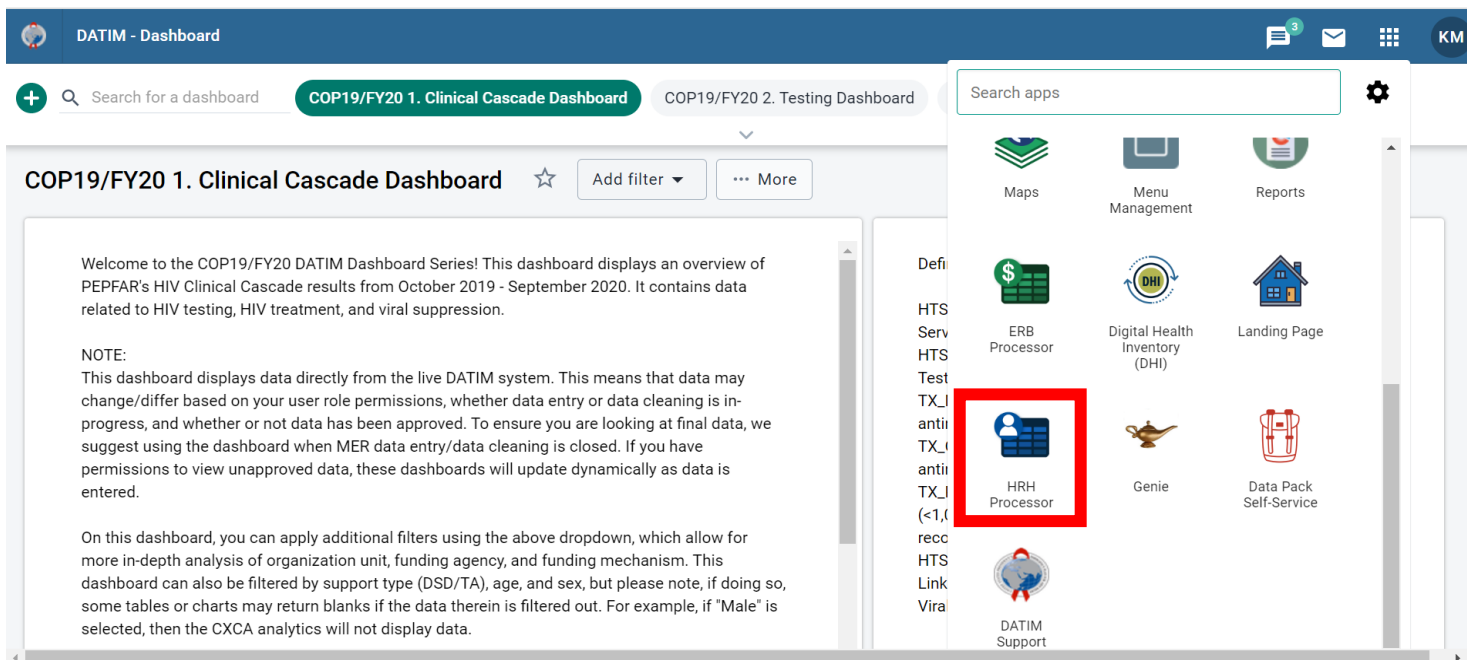 DATIM - Dashboard
3
KM
Search for a dashboard
COP19/FY20 1. Clinical Cascade Dashboard
COP19/FY20 2. Testing Dashboard
Search apps
COP19/FY20 1. Clinical Cascade Dashboard
Add filter
More
Maps
Menu
Management
Reports
Welcome to the COP19/FY20 DATIM Dashboard Series! This dashboard displays an overview of
PEPFAR's HIV Clinical Cascade results from October 2019 - September 2020. It contains data
related to HIV testing, HIV treatment, and viral suppression.
NOTE:
This dashboard displays data directly from the live DATIM system. This means that data may
change/differ based on your user role permissions, whether data entry or data cleaning is in-
progress, and whether or not data has been approved. To ensure you are looking at final data, we
suggest using the dashboard when MER data entry/data cleaning is closed. If you have
permissions to view unapproved data, these dashboards will update dynamically as data is
entered.
On this dashboard, you can apply additional filters using the above dropdown, which allow for
more in-depth analysis of organization unit, funding agency, and funding mechanism. This
dashboard can also be filtered by support type (DSD/TA), age, and sex, but please note, if doing so,
some tables or charts may return blanks if the data therein is filtered out. For example, if "Male" is
selected, then the CXCA analytics will not display data.
HTS
HTS
HTS
Link
$
DHI
ERB
Processor
Digital Health
Inventory
(DHI)
Landing Page
HRH
Processor
Genie
Data Pack
Self-Service
DATIM
Support